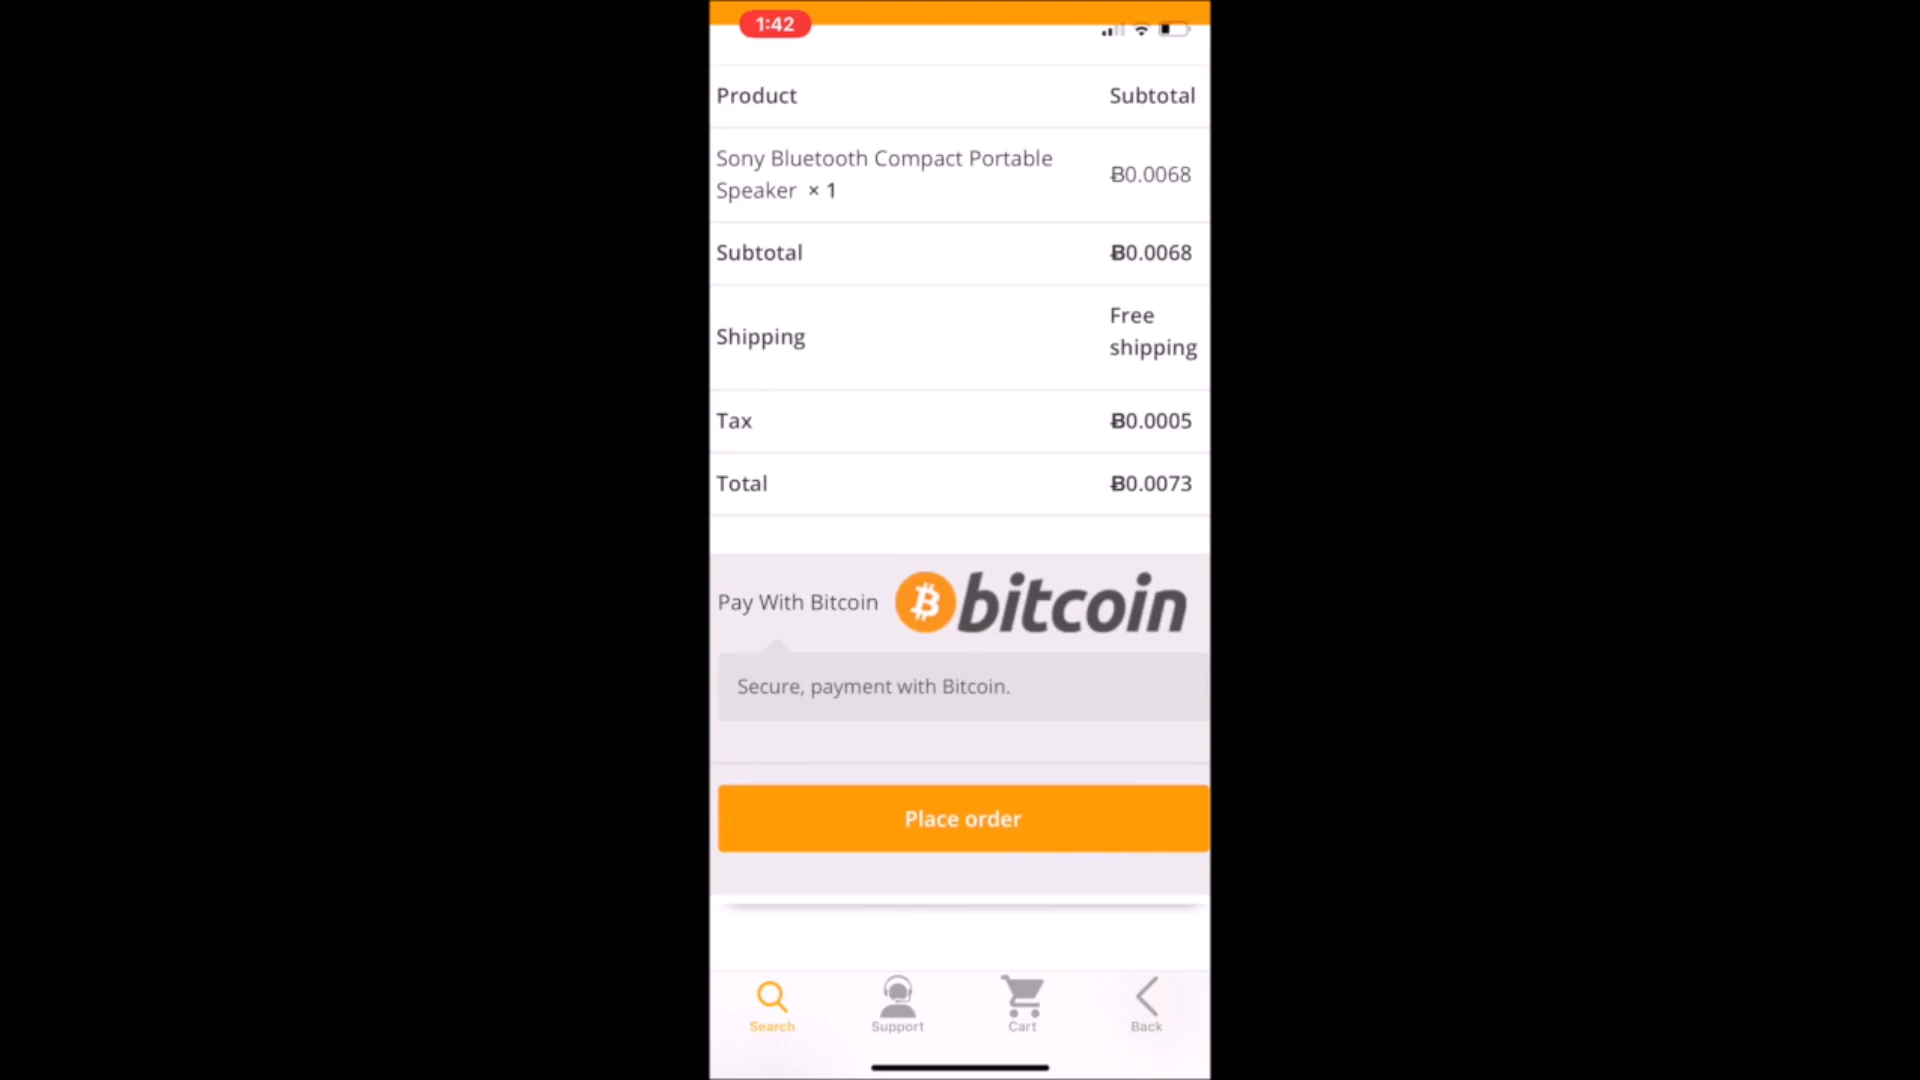 1:42
Product Subtotal
Sony Bluetooth Compact Portable
Speaker × 1 Ƀ0.0068
Subtotal Ƀ0.0068
Shipping Free
shipping
Tax Ƀ0.0005
Total Ƀ0.0073
Pay With Bitcoin bitcoin
Secure, payment with Bitcoin.
Place order
Search Support Cart Back